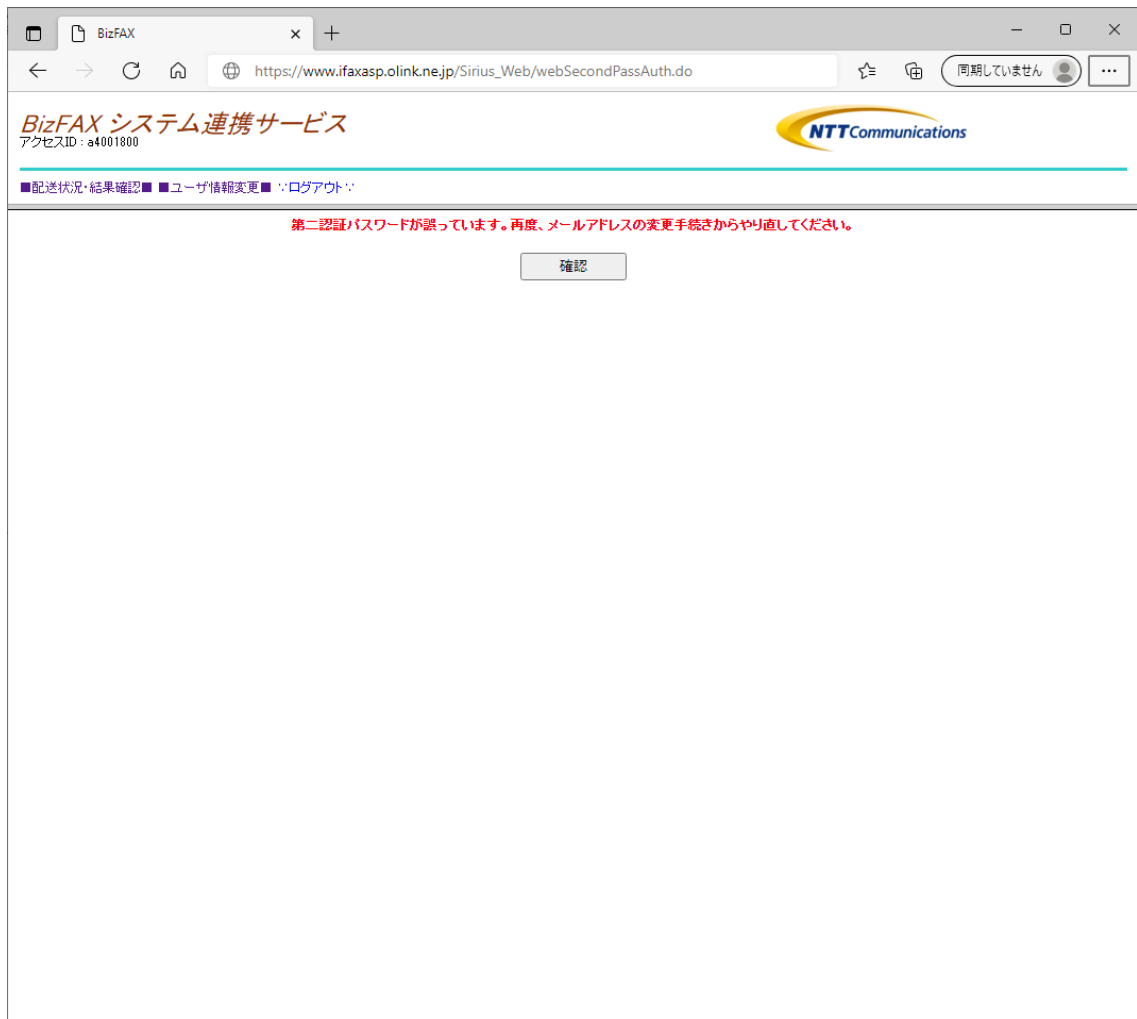 BizFAX
https://www.ifaxasp.olink.ne.jp/Sirius_Web/webSecondPassAuth.do
同期していません
BizFAX システム連携サービス
アクセスID : a4001800
NTT Communications
■配送状況・結果確認■ ■ユーザ情報変更■ ∵ログアウト∵
第二認証パスワードが誤っています。再度、メールアドレスの変更手続きからやり直してください。
確認